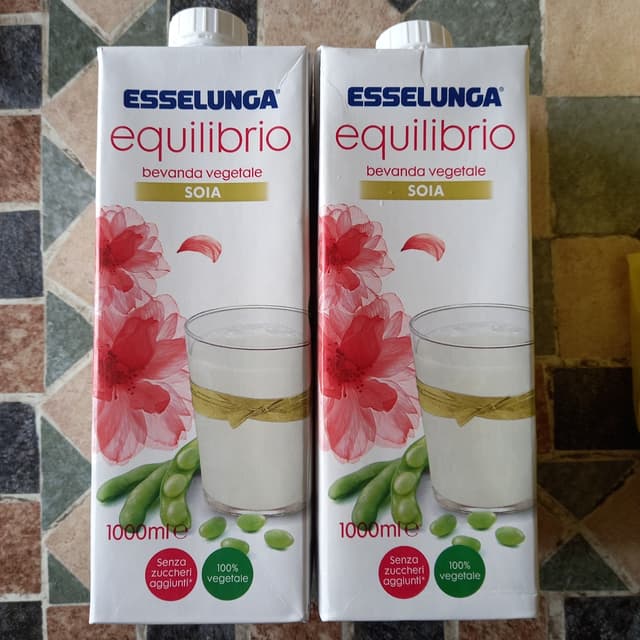 ESSELUNGA®
equilibrio
bevanda vegetale
SOIA
1000ml e
Senza
zuccheri
aggiunti*
100%
vegetale
ESSELUNGA®
equilibrio
bevanda vegetale
SOIA
1000ml e
Senza
zuccheri
aggiunti*
100%
vegetale